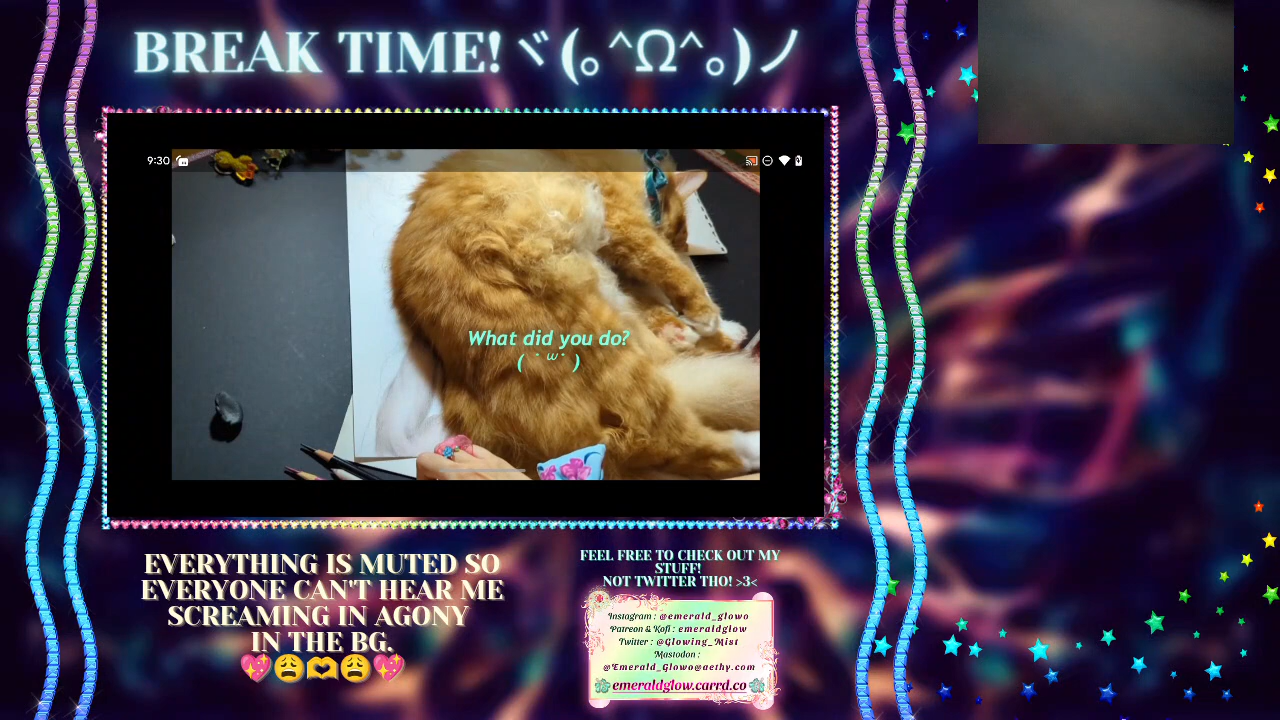 BREAK TIME! ヾ(｡^Ω^｡)ノ
9:30
What did you do?
( ˙꒳˙ )
EVERYTHING IS MUTED SO
EVERYONE CAN'T HEAR ME
SCREAMING IN AGONY
IN THE BG.
💖😩🫶😩💖
FEEL FREE TO CHECK OUT MY
STUFF!
NOT TWITTER THO! >3<
Instagram : @emerald_glowo
Patreon & Kofi : emeraldglow
Twitter : @Glowing_Mist
Mastodon :
@Emerald_Glowo@aethy.com
emeraldglow.carrd.co